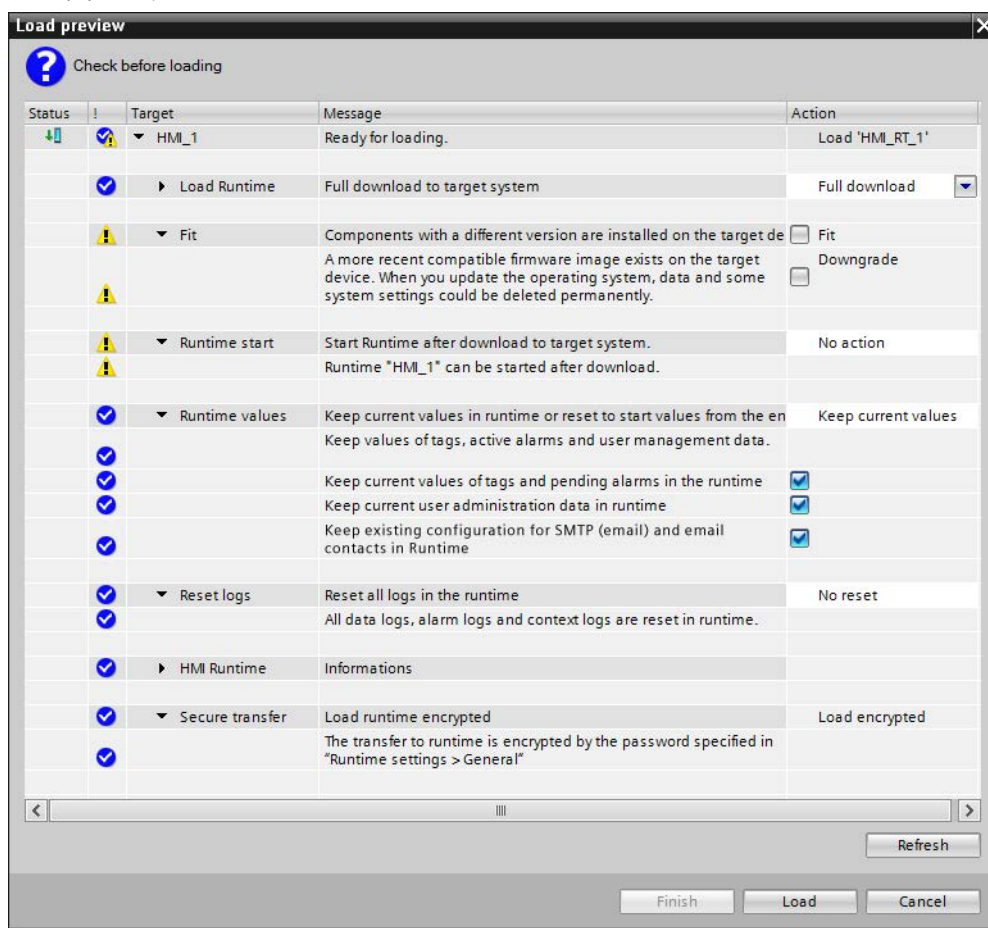 Load preview
Check before loading
Status ! Target Message Action
HMI_1 Ready for loading. Load 'HMI_RT_1'
Load Runtime Full download to target system Full download
Fit Components with a different version are installed on the target de Fit
A more recent compatible firmware image exists on the target Downgrade
device. When you update the operating system, data and some
system settings could be deleted permanently.
Runtime start Start Runtime after download to target system. No action
Runtime "HMI_1" can be started after download.
Runtime values Keep current values in runtime or reset to start values from the en Keep current values
Keep values of tags, active alarms and user management data.
Keep current values of tags and pending alarms in the runtime
Keep current user administration data in runtime
Keep existing configuration for SMTP (email) and email
contacts in Runtime
Reset logs Reset all logs in the runtime No reset
All data logs, alarm logs and context logs are reset in runtime.
HMI Runtime Informations
Secure transfer Load runtime encrypted Load encrypted
The transfer to runtime is encrypted by the password specified in
"Runtime settings > General"
Refresh
Finish Load Cancel